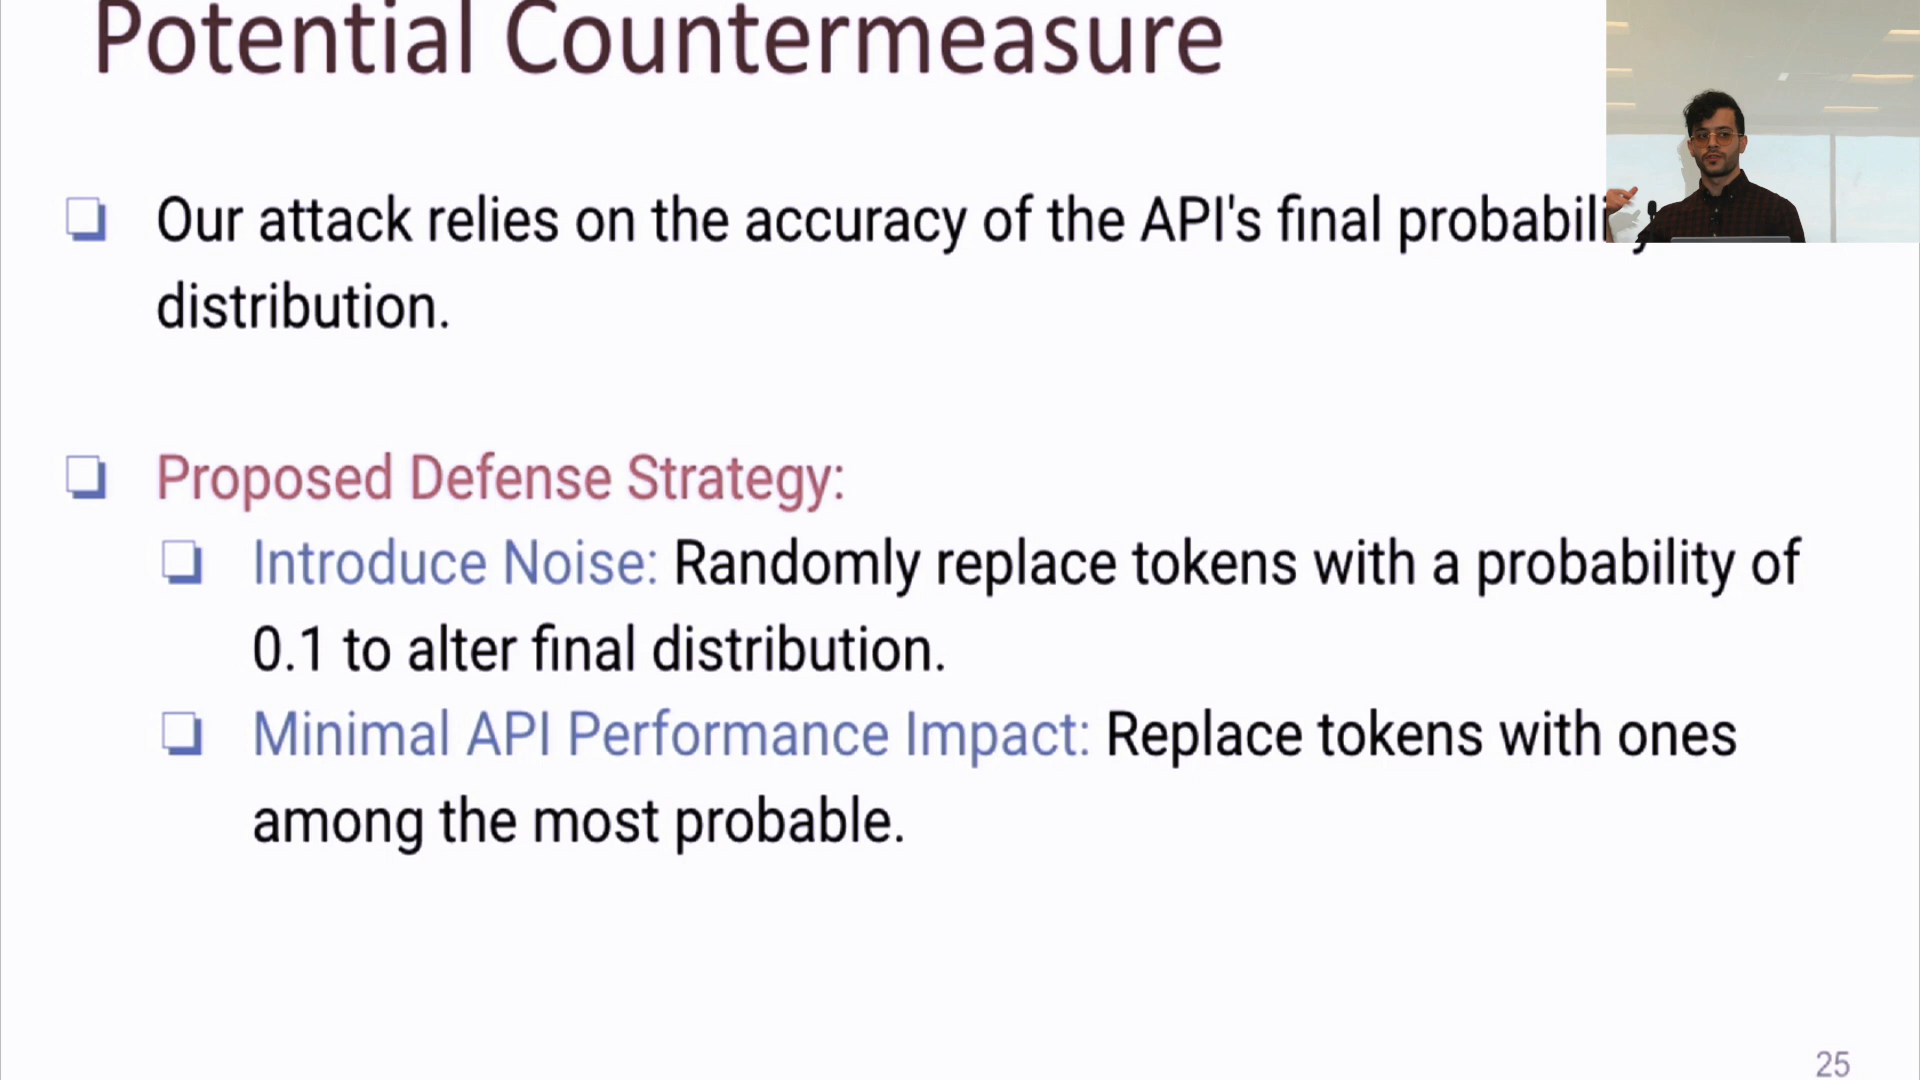 Potential Countermeasure
Our attack relies on the accuracy of the API's final
distribution.
Proposed Defense Strategy:
Introduce Noise: Randomly replace tokens with a probability of
0.1 to alter final distribution.
Minimal API Performance Impact: Replace tokens with ones
among the most probable.
25